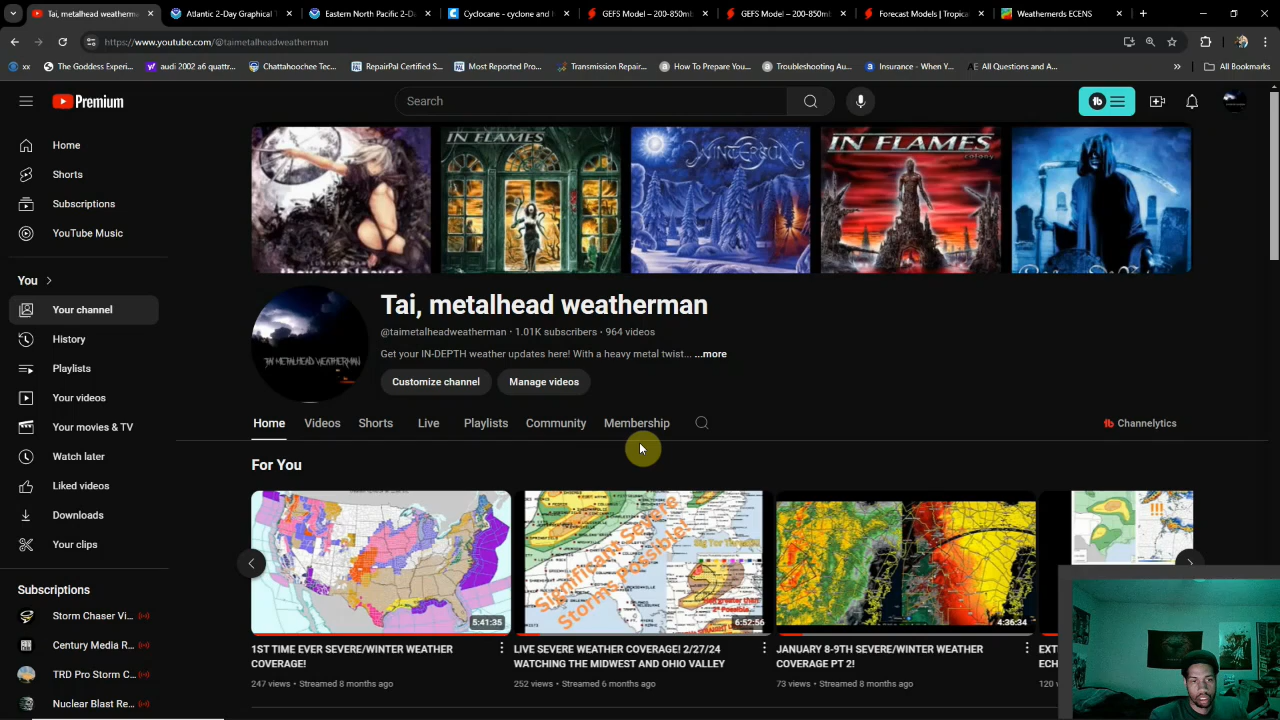 Tai, metalhead weatherm
Atlantic 2-Day Graphical T
Eastern North Pacific 2-Da
Cyclocane - cyclone and h
GEFS Model – 200-850mb
GEFS Model – 200-850mb
Forecast Models | Tropica
Weathernerds ECENS
https://www.youtube.com/@taimetalheadweatherman
xx
The Goddess Experi...
audi 2002 a6 quattr...
Chattahoochee Tec...
RepairPal Certified S...
Most Reported Pro...
Transmission Repair...
How To Prepare You...
Troubleshooting Au...
Insurance - When Y...
All Questions and A...
All Bookmarks
Premium
Search
Home
Shorts
Subscriptions
YouTube Music
You
Your channel
History
Playlists
Your videos
Your movies & TV
Watch later
Liked videos
Downloads
Your clips
Subscriptions
Storm Chaser Vi...
Century Media R...
TRD Pro Storm C...
Nuclear Blast Re...
IN FLAMES
WINTERSUN
IN FLAMES
colony
Tai, metalhead weatherman
@taimetalheadweatherman · 1.01K subscribers · 964 videos
Get your IN-DEPTH weather updates here! With a heavy metal twist... ...more
Customize channel
Manage videos
Home
Videos
Shorts
Live
Playlists
Community
Membership
Channelytics
For You
Significant severe
Storms possible
!!!
5:41:35
6:52:56
4:36:34
1ST TIME EVER SEVERE/WINTER WEATHER
COVERAGE!
247 views · Streamed 8 months ago
LIVE SEVERE WEATHER COVERAGE! 2/27/24
WATCHING THE MIDWEST AND OHIO VALLEY
252 views · Streamed 6 months ago
JANUARY 8-9TH SEVERE/WINTER WEATHER
COVERAGE PT 2!
73 views · Streamed 8 months ago
EXT
ECH
120 v